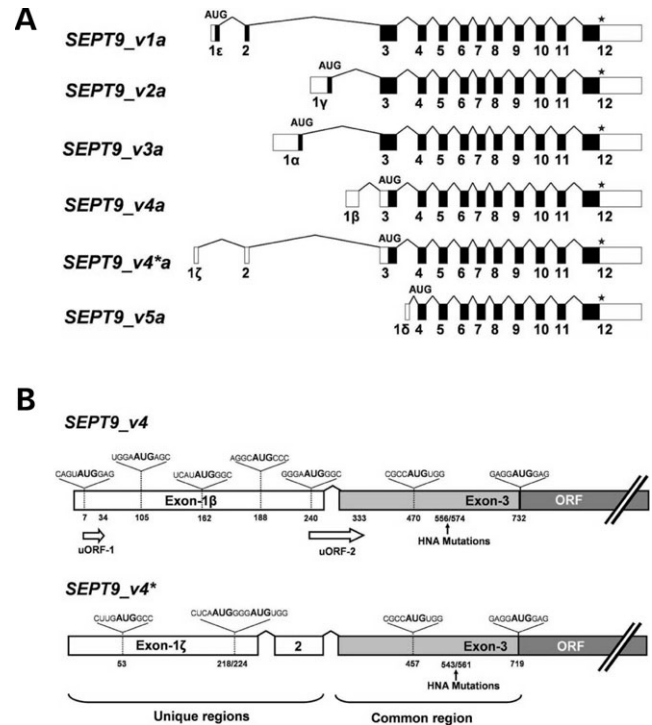 A
SEPT9_v1a AUG ★
1ε 2 3 4 5 6 7 8 9 10 11 12
SEPT9_v2a AUG ★
1γ 3 4 5 6 7 8 9 10 11 12
SEPT9_v3a AUG ★
1α 3 4 5 6 7 8 9 10 11 12
SEPT9_v4a AUG ★
1β 3 4 5 6 7 8 9 10 11 12
SEPT9_v4*a AUG ★
1ζ 2 3 4 5 6 7 8 9 10 11 12
SEPT9_v5a AUG ★
1δ 4 5 6 7 8 9 10 11 12
B
SEPT9_v4
UGGAAUGAGC AGGCAUGCCC
CAGUAUGGAG UCAUAUGGGC GGGAAUGGGC CGCCAUGUGG GAGGAUGGAG
Exon-1β Exon-3 ORF
7 34 105 162 188 240 333 470 556/574 732
uORF-1 uORF-2 HNA Mutations
SEPT9_v4*
CUUGAUGGCC CUCAAUGGGGAUGUGG CGCCAUGUGG GAGGAUGGAG
Exon-1ζ 2 Exon-3 ORF
53 218/224 457 543/561 719
HNA Mutations
Unique regions Common region